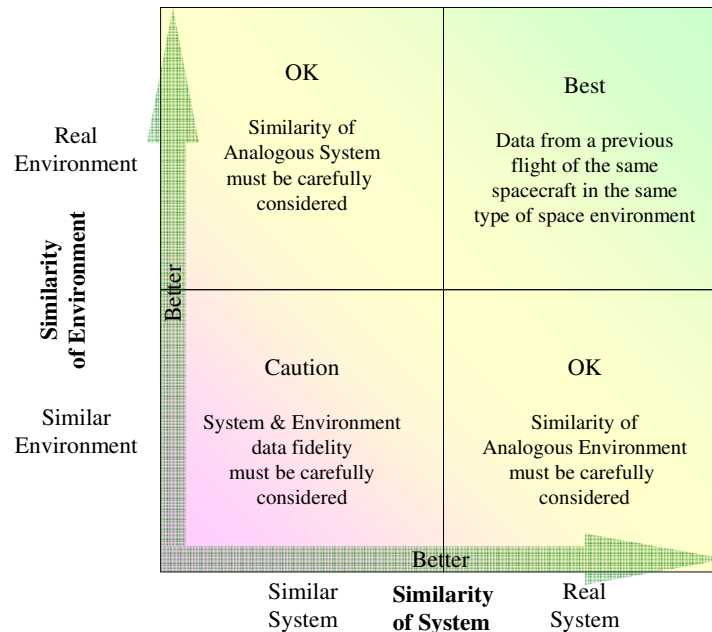 OK
Similarity of
Analogous System
must be carefully
considered
Best
Data from a previous
flight of the same
spacecraft in the same
type of space environment
Real
Environment
Similarity
of Environment
Better
Similar
Environment
Caution
System & Environment
data fidelity
must be carefully
considered
OK
Similarity of
Analogous Environment
must be carefully
considered
Better
Similar
System
Similarity
of System
Real
System